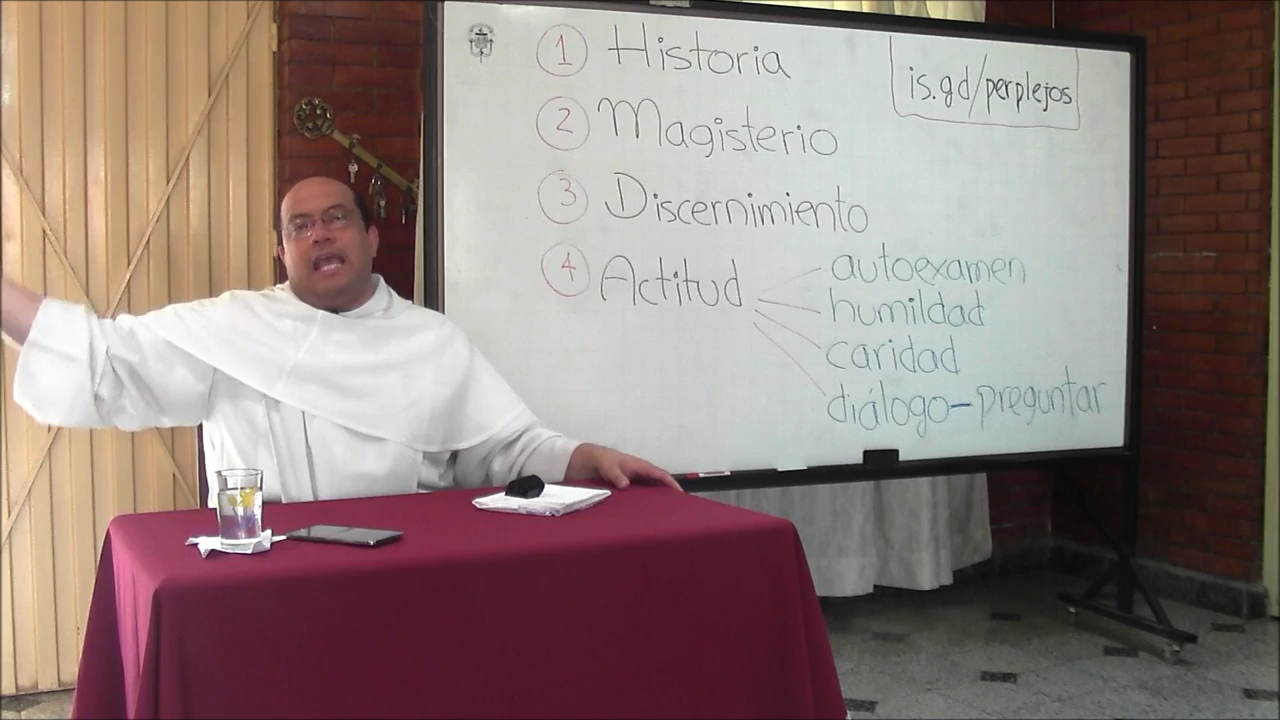 1 Historia
is.gd/perplejos
2 Magisterio
3 Discernimiento
4 Actitud
autoexamen
humildad
caridad
diálogo-preguntar